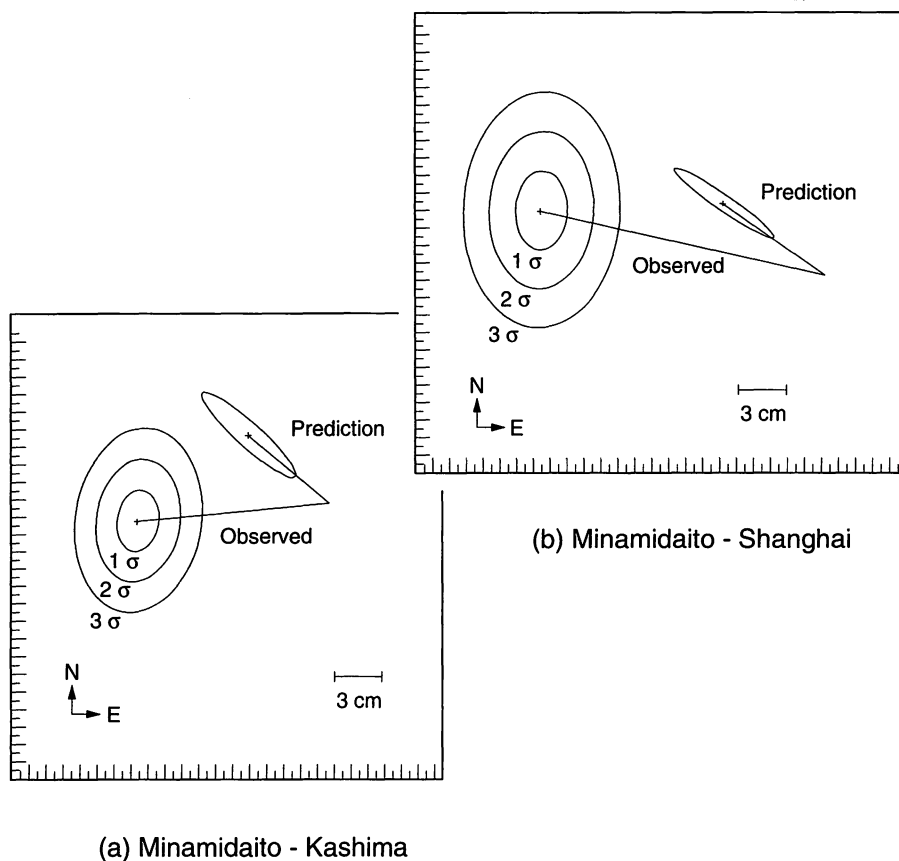 Prediction
1 σ
Observed
2 σ
3 σ
N
E
3 cm
(b) Minamidaito - Shanghai
Prediction
Observed
1 σ
2 σ
3 σ
N
E
3 cm
(a) Minamidaito - Kashima